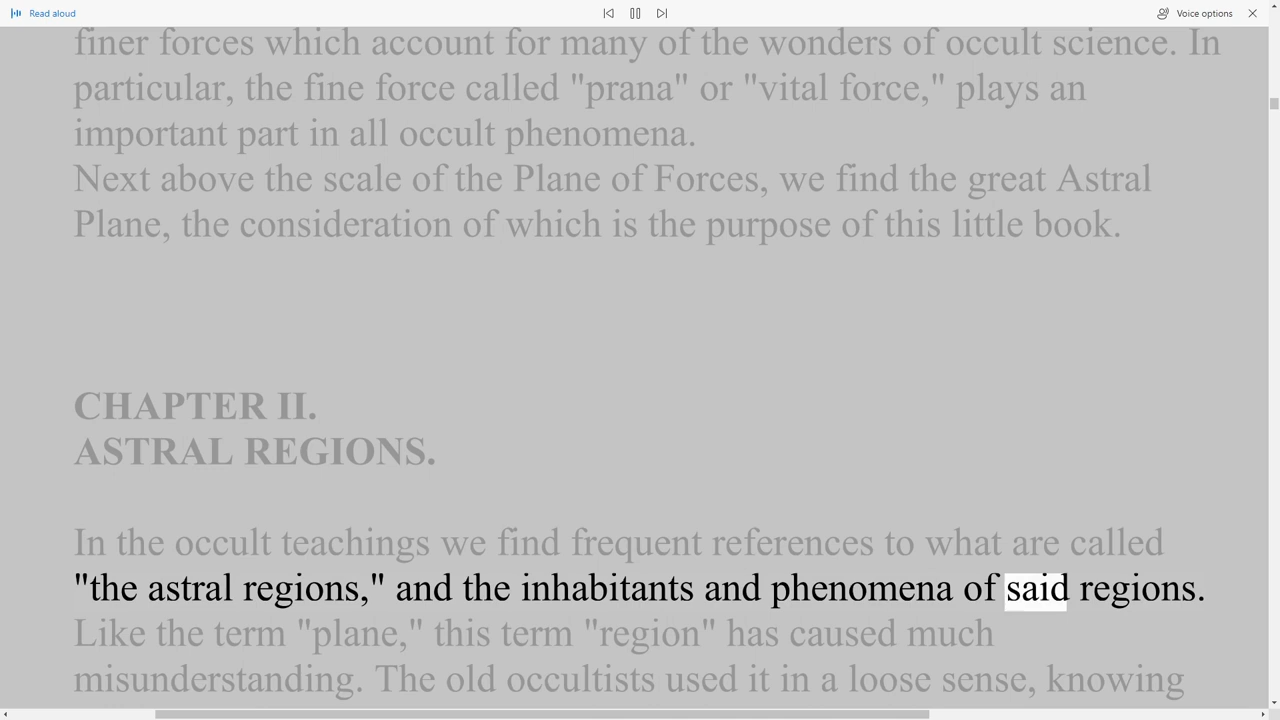 Read aloud
Voice options
finer forces which account for many of the wonders of occult science. In
particular, the fine force called "prana" or "vital force," plays an
important part in all occult phenomena.
Next above the scale of the Plane of Forces, we find the great Astral
Plane, the consideration of which is the purpose of this little book.
CHAPTER II.
ASTRAL REGIONS.
In the occult teachings we find frequent references to what are called
"the astral regions," and the inhabitants and phenomena of said regions.
Like the term "plane," this term "region" has caused much
misunderstanding. The old occultists used it in a loose sense, knowing